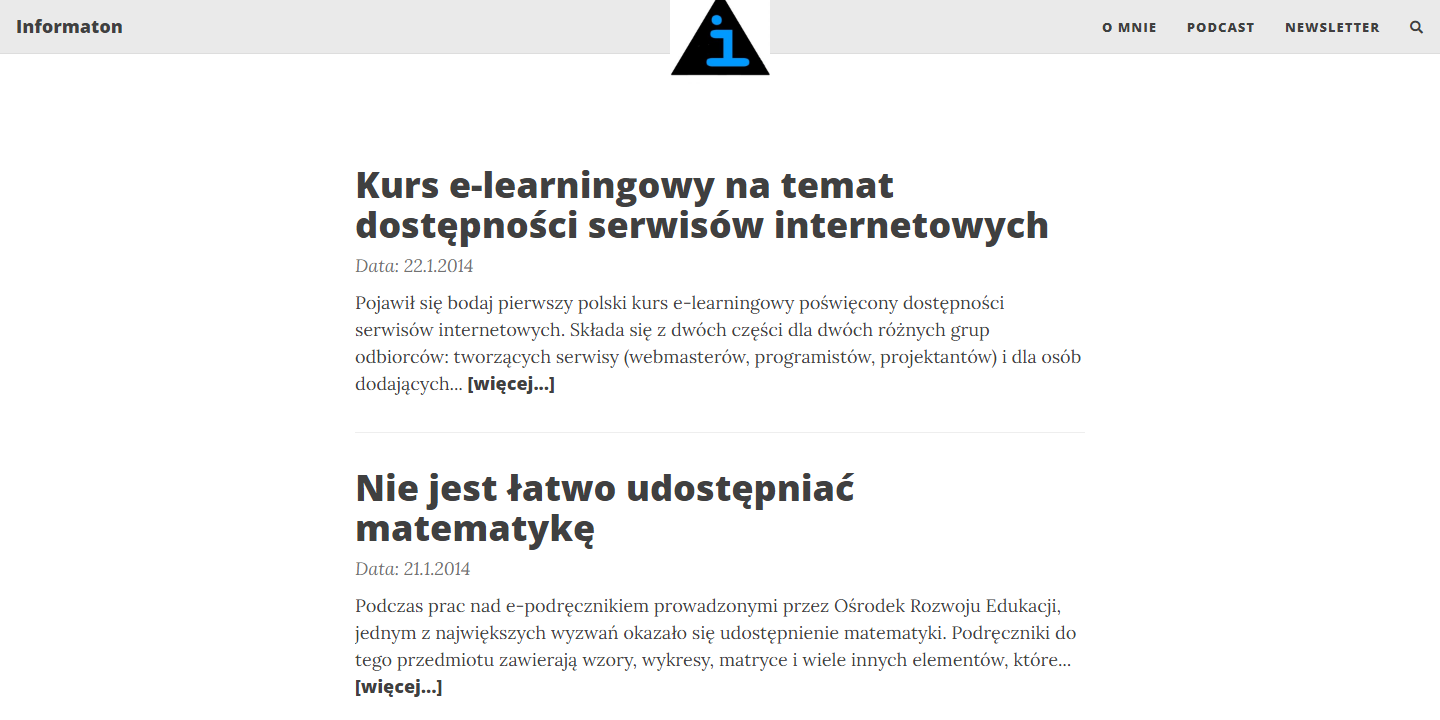 Informaton
i
O MNIE
PODCAST
NEWSLETTER
Kurs e-learningowy na temat
dostępności serwisów internetowych
Data: 22.1.2014
Pojawił się bodaj pierwszy polski kurs e-learningowy poświęcony dostępności
serwisów internetowych. Składa się z dwóch części dla dwóch różnych grup
odbiorców: tworzących serwisy (webmasterów, programistów, projektantów) i dla osób
dodających... [więcej...]
Nie jest łatwo udostępniać
matematykę
Data: 21.1.2014
Podczas prac nad e-podręcznikiem prowadzonymi przez Ośrodek Rozwoju Edukacji,
jednym z największych wyzwań okazało się udostępnienie matematyki. Podręczniki do
tego przedmiotu zawierają wzory, wykresy, matryce i wiele innych elementów, które...
[więcej...]